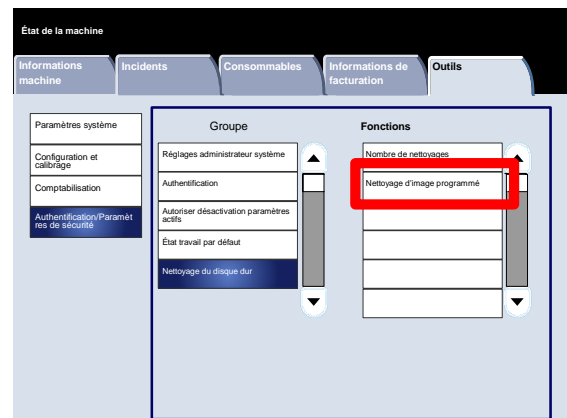 État de la machine
Informations
machine
Incidents
Consommables
Informations de
facturation
Outils
Paramètres système
Configuration et
calibrage
Comptabilisation
Authentification/Paramèt
res de sécurité
Groupe
Réglages administrateur système
Authentification
Autoriser désactivation paramètres
actifs
État travail par défaut
Nettoyage du disque dur
Fonctions
Nombre de nettoyages
Nettoyage d'image programmé